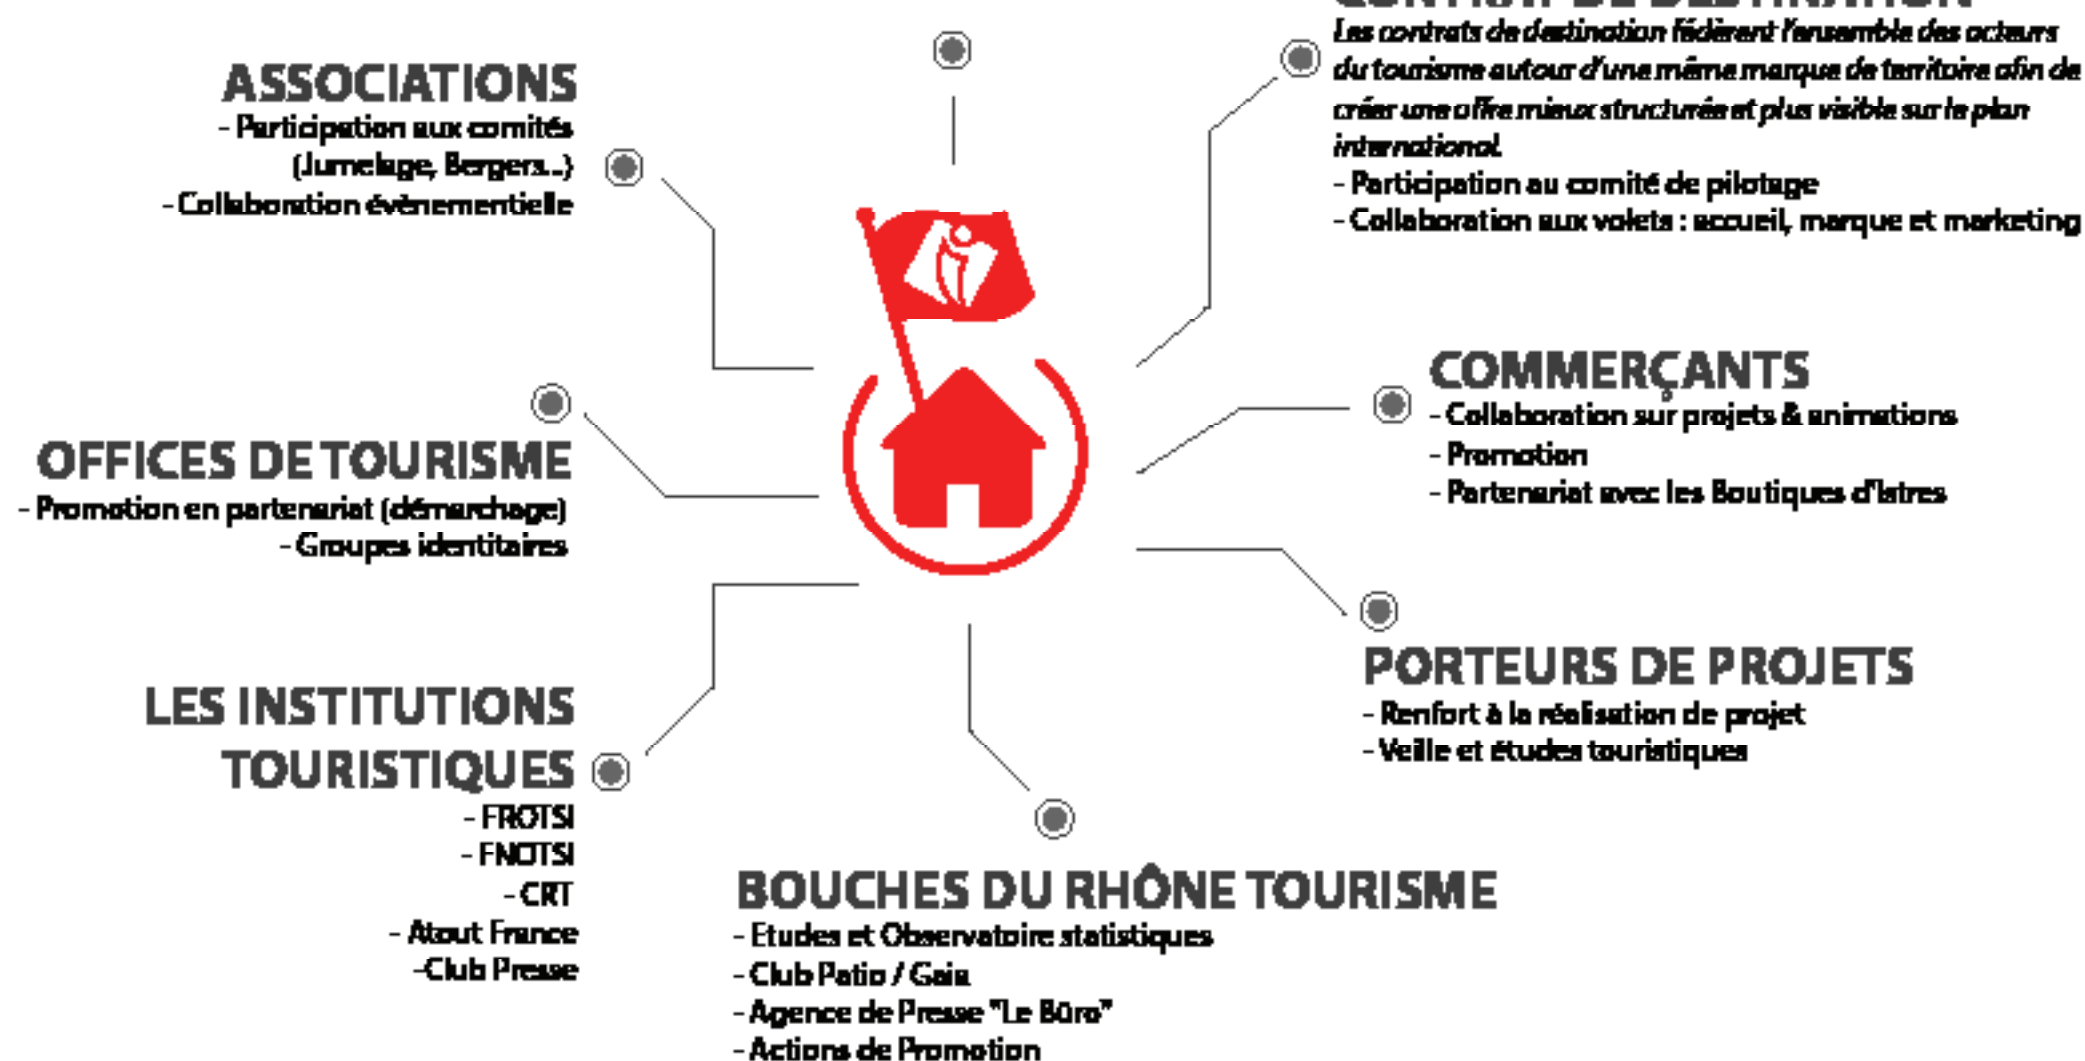 ASSOCIATIONS
- Participation aux comités
(Jumelage, Bergers...)
- Collaboration évènementielle
OFFICES DE TOURISME
- Promotion en partenariat (démarchage)
- Groupes identitaires
LES INSTITUTIONS
TOURISTIQUES
- FROTSI
- FNOTSI
- CRT
- Atout France
-Club Presse
CONTRAT DE DESTINATION
Les contrats de destination fédèrent l'ensemble des acteurs
du tourisme autour d'une même marque de territoire afin de
créer une offre mieux structurée et plus visible sur le plan
international.
- Participation au comité de pilotage
- Collaboration aux volets : accueil, marque et marketing
COMMERÇANTS
- Collaboration sur projets & animations
- Promotion
- Partenariat avec les Boutiques d'Istres
PORTEURS DE PROJETS
- Renfort à la réalisation de projet
- Veille et études touristiques
BOUCHES DU RHÔNE TOURISME
- Etudes et Observatoire statistiques
- Club Patio / Gaia
- Agence de Presse "Le Büro"
- Actions de Promotion